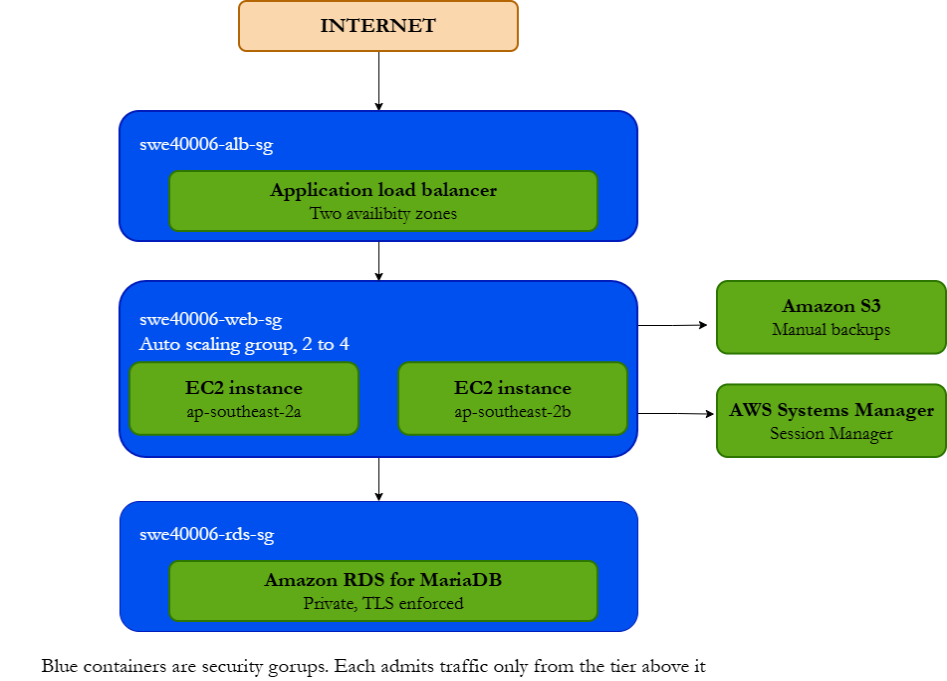 INTERNET
swe40006-alb-sg
Application load balancer
Two availibity zones
swe40006-web-sg
Auto scaling group, 2 to 4
EC2 instance
ap-southeast-2a
EC2 instance
ap-southeast-2b
Amazon S3
Manual backups
AWS Systems Manager
Session Manager
swe40006-rds-sg
Amazon RDS for MariaDB
Private, TLS enforced
Blue containers are security gorups. Each admits traffic only from the tier above it